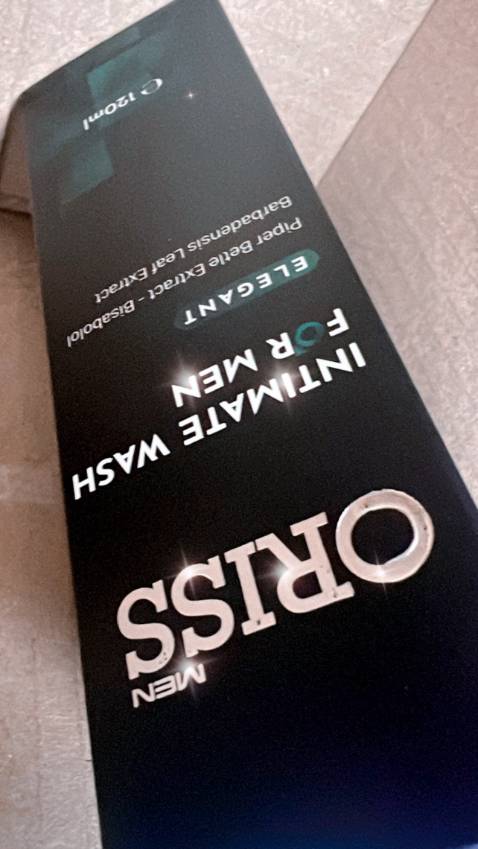 ORISS
MEN
INTIMATE WASH
FOR MEN
ELEGANT
Piper Betle Extract - Bisabolol
Barbadensis Leaf Extract
e 120ml